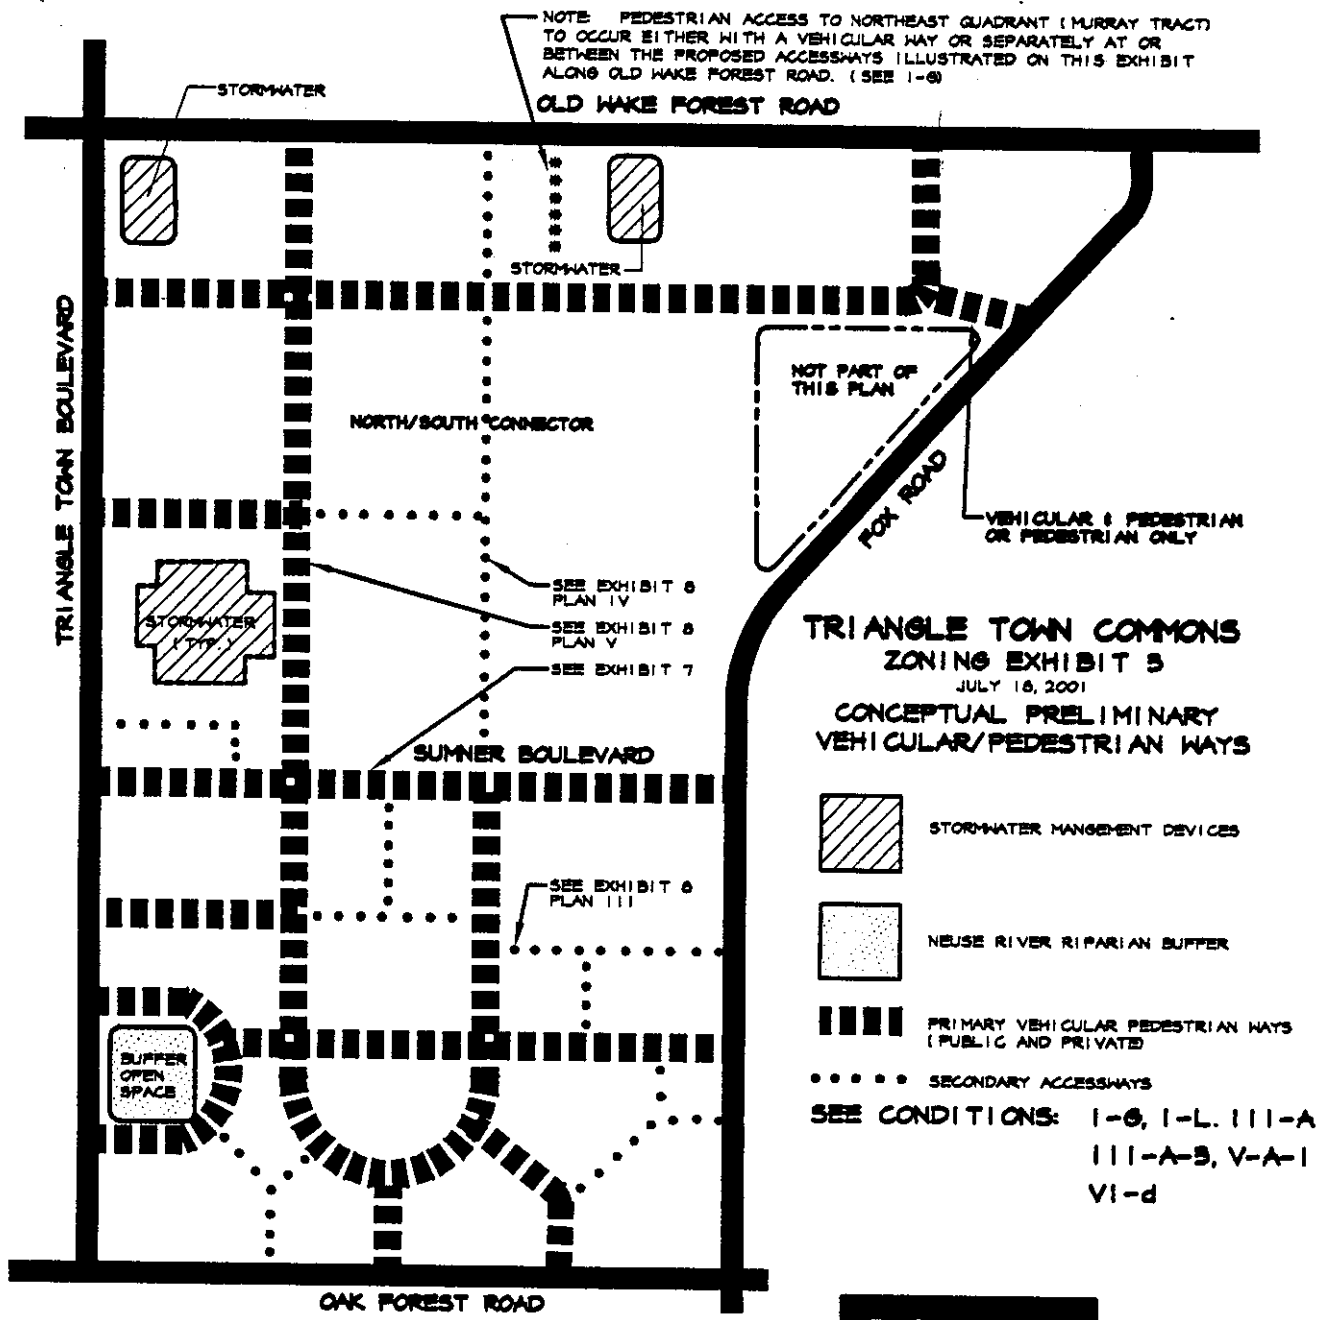 NOTE: PEDESTRIAN ACCESS TO NORTHEAST QUADRANT (MURRAY TRACT)
TO OCCUR EITHER WITH A VEHICULAR WAY OR SEPARATELY AT OR
BETWEEN THE PROPOSED ACCESSWAYS ILLUSTRATED ON THIS EXHIBIT
ALONG OLD WAKE FOREST ROAD. (SEE I-G)
STORMWATER
OLD WAKE FOREST ROAD
STORMWATER
TRIANGLE TOWN BOULEVARD
NOT PART OF
THIS PLAN
NORTH/SOUTH CONNECTOR
FOX ROAD
VEHICULAR & PEDESTRIAN
OR PEDESTRIAN ONLY
SEE EXHIBIT 8
PLAN IV
STORMWATER
(TYP.)
SEE EXHIBIT 8
PLAN V
SEE EXHIBIT 7
TRIANGLE TOWN COMMONS
ZONING EXHIBIT 3
JULY 18, 2001
CONCEPTUAL PRELIMINARY
VEHICULAR/PEDESTRIAN WAYS
SUMNER BOULEVARD
STORMWATER MANGEMENT DEVICES
SEE EXHIBIT 8
PLAN III
NEUSE RIVER RIPARIAN BUFFER
PRIMARY VEHICULAR PEDESTRIAN WAYS
(PUBLIC AND PRIVATE)
BUFFER
OPEN
SPACE
SECONDARY ACCESSWAYS
SEE CONDITIONS: I-G, I-L. III-A
III-A-3, V-A-1
VI-d
OAK FOREST ROAD